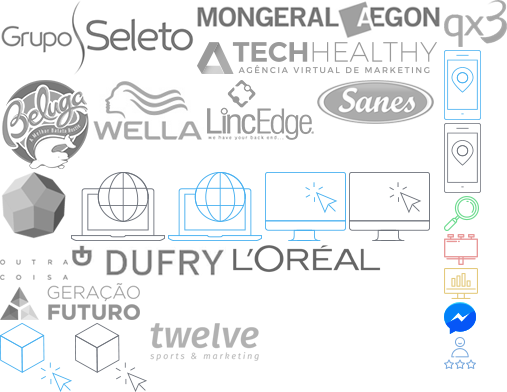 Grupo Seleto
MONGERAL AEGON
qx3
TECHHEALTHY
AGÊNCIA VIRTUAL DE MARKETING
Beluga
WELLA
LincEdge.
we have your back end...
Sanes
OUTRA
COISA
DUFRY
L'ORÉAL
GERAÇÃO
FUTURO
twelve
sports & marketing